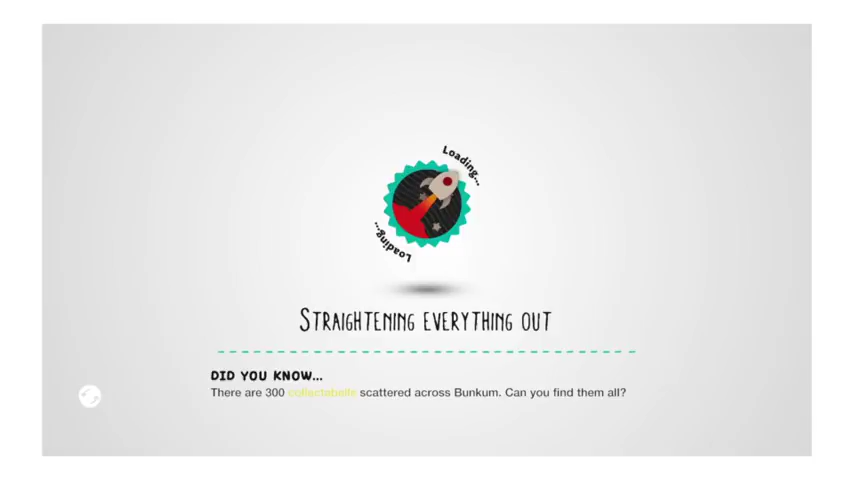 Loading...
Loading...
STRAIGHTENING EVERYTHING OUT
DID YOU KNOW...
There are 300 collectabells scattered across Bunkum. Can you find them all?